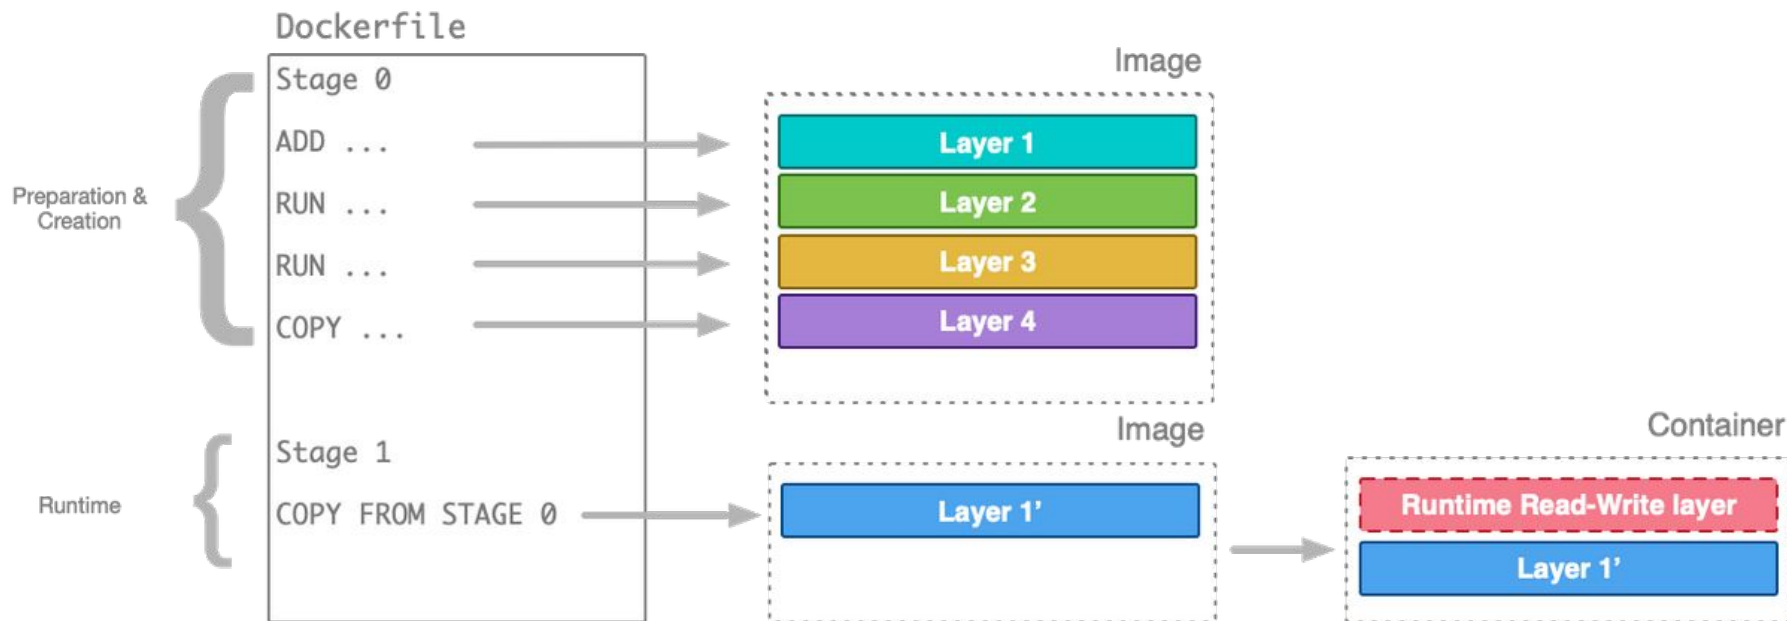 Dockerfile
Stage 0
ADD ...
RUN ...
RUN ...
COPY ...
Preparation &
Creation
Image
Layer 1
Layer 2
Layer 3
Layer 4
Runtime
Stage 1
COPY FROM STAGE 0
Image
Layer 1’
Container
Runtime Read-Write layer
Layer 1’